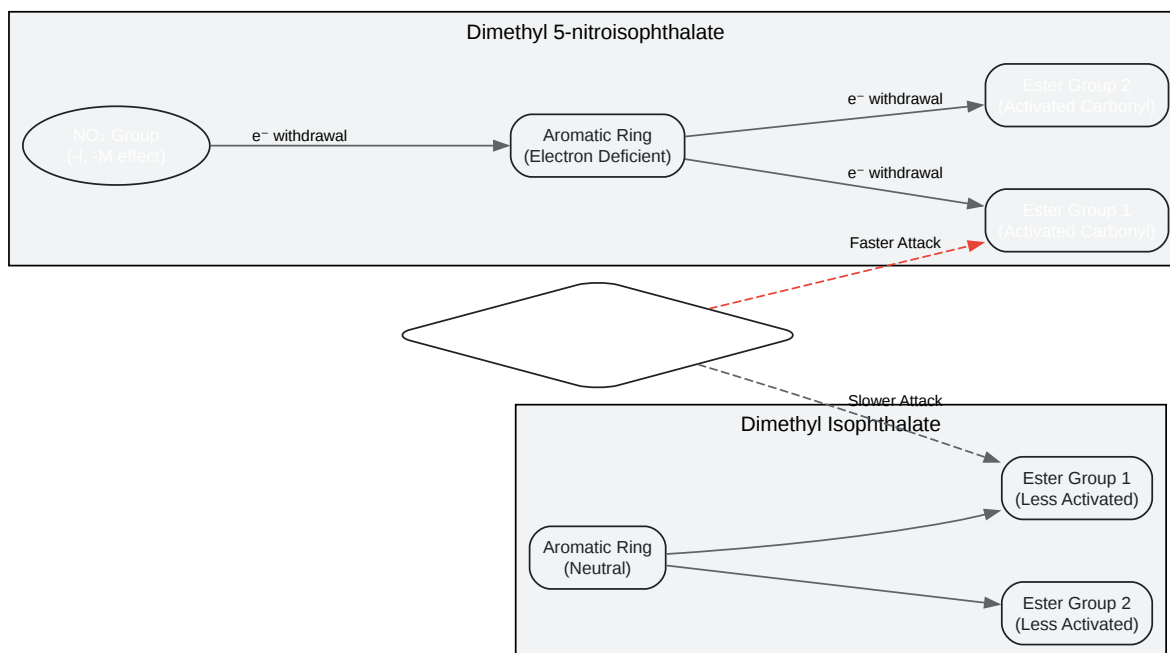 Dimethyl 5-nitroisophthalate
NO₂ Group
(-I, -M effect)
e⁻ withdrawal
Aromatic Ring
(Electron Deficient)
e⁻ withdrawal
Ester Group 2
(Activated Carbonyl)
e⁻ withdrawal
Ester Group 1
(Activated Carbonyl)
Faster Attack
Slower Attack
Dimethyl Isophthalate
Aromatic Ring
(Neutral)
Ester Group 1
(Less Activated)
Ester Group 2
(Less Activated)